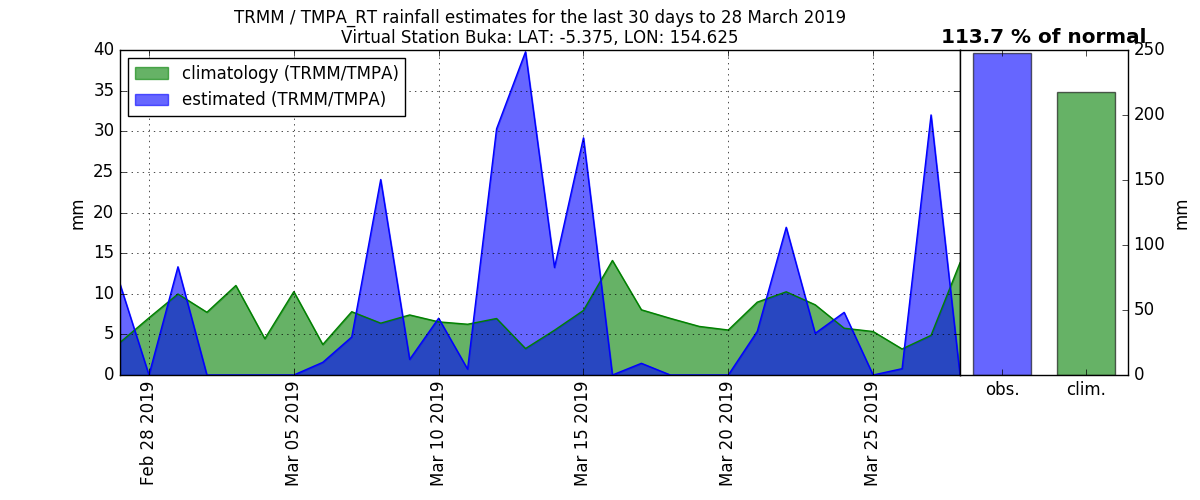 TRMM / TMPA_RT rainfall estimates for the last 30 days to 28 March 2019
Virtual Station Buka: LAT: -5.375, LON: 154.625
113.7 % of normal
climatology (TRMM/TMPA)
estimated (TRMM/TMPA)
40
35
30
25
20
15
10
5
0
mm
Feb 28 2019
Mar 05 2019
Mar 10 2019
Mar 15 2019
Mar 20 2019
Mar 25 2019
obs.
clim.
250
200
150
100
50
0
mm